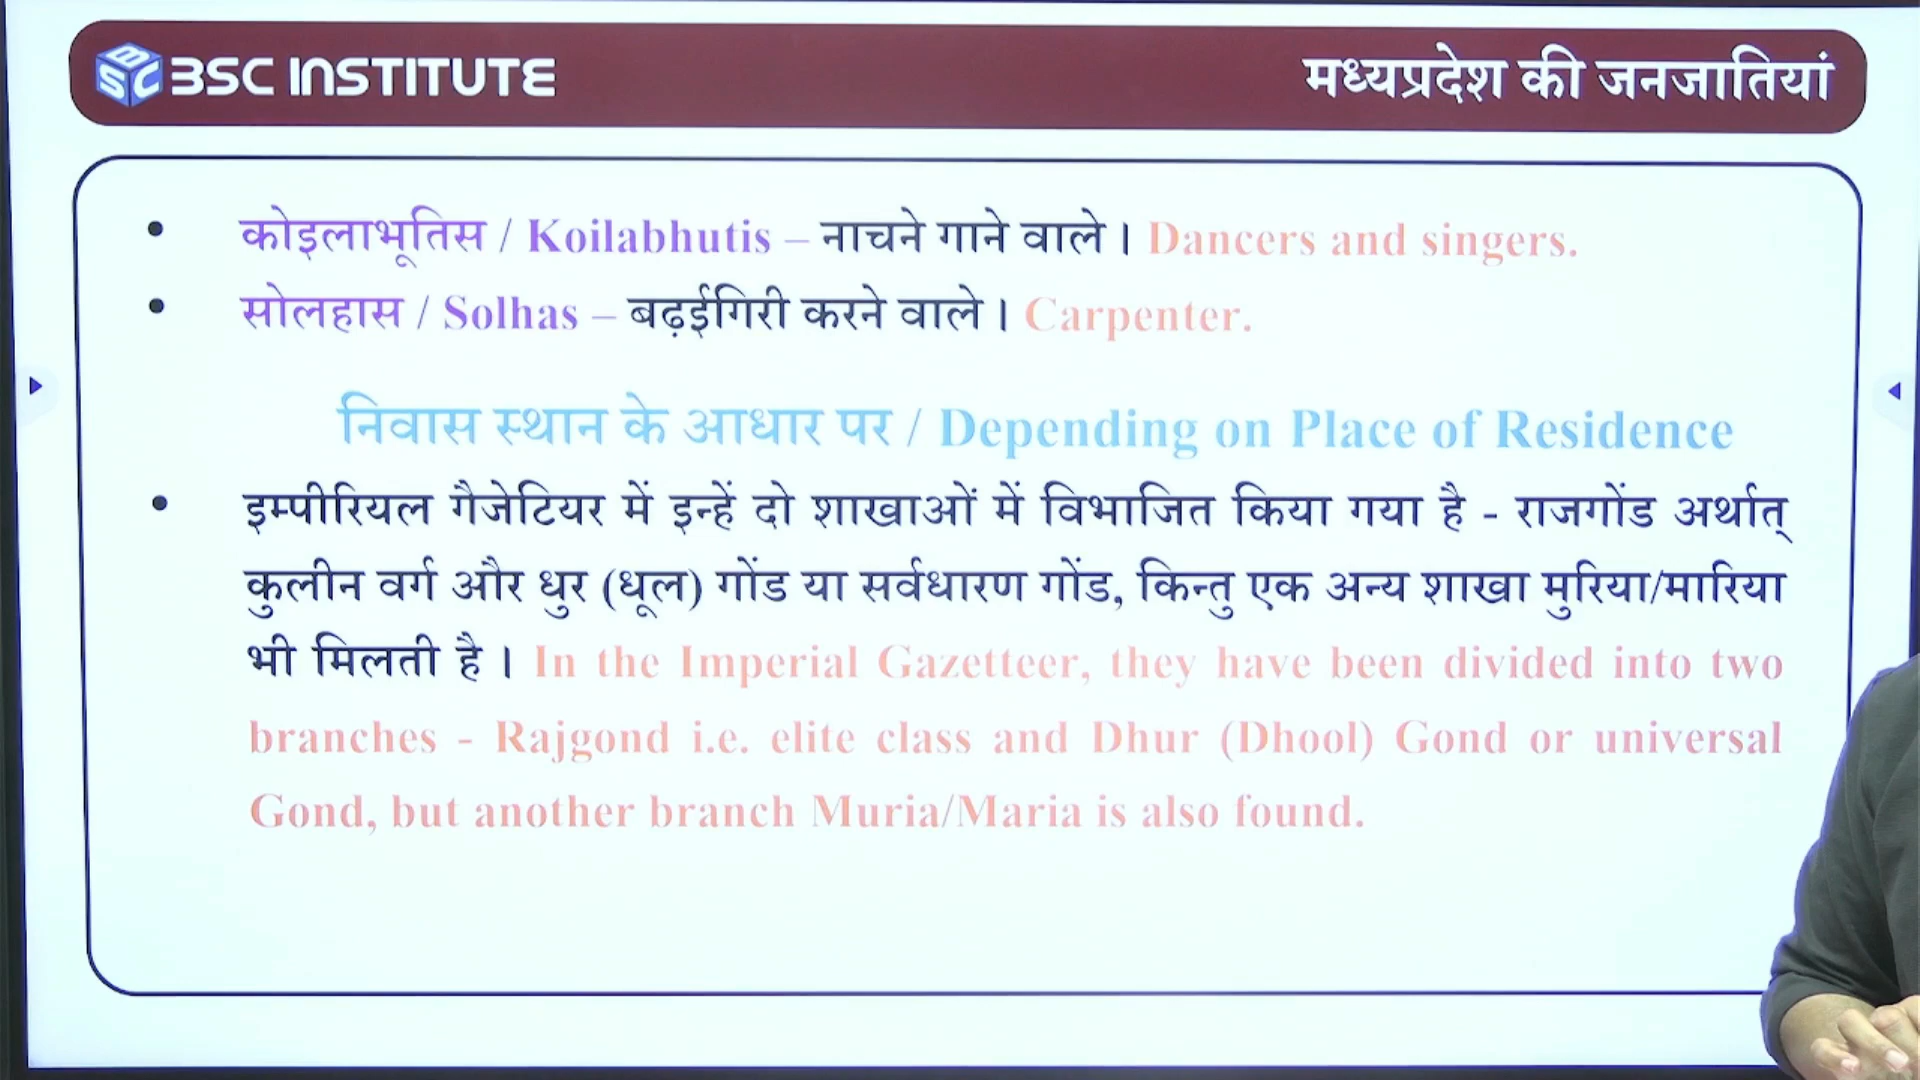 BSC INSTITUTE
मध्यप्रदेश की जनजातियां
• कोइलाभूतिस / Koilabhutis – नाचने गाने वाले। Dancers and singers.
• सोलहास / Solhas – बढ़ईगिरी करने वाले। Carpenter.
निवास स्थान के आधार पर / Depending on Place of Residence
• इम्पीरियल गैजेटियर में इन्हें दो शाखाओं में विभाजित किया गया है - राजगोंड अर्थात्
कुलीन वर्ग और धुर (धूल) गोंड या सर्वधारण गोंड, किन्तु एक अन्य शाखा मुरिया/मारिया
भी मिलती है। In the Imperial Gazetteer, they have been divided into two
branches - Rajgond i.e. elite class and Dhur (Dhool) Gond or universal
Gond, but another branch Muria/Maria is also found.